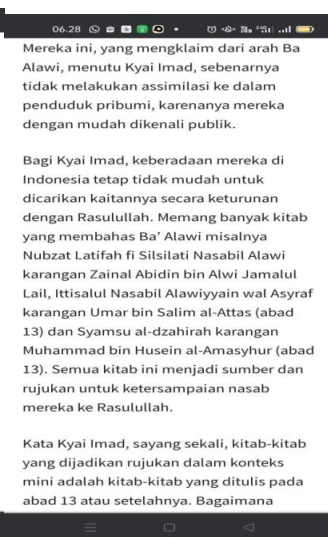 06.28
Mereka ini, yang mengklaim dari arah Ba
Alawi, menutu Kyai Imad, sebenarnya
tidak melakukan assimilasi ke dalam
penduduk pribumi, karenanya mereka
dengan mudah dikenali publik.
Bagi Kyai Imad, keberadaan mereka di
Indonesia tetap tidak mudah untuk
dicarikan kaitannya secara keturunan
dengan Rasulullah. Memang banyak kitab
yang membahas Ba’ Alawi misalnya
Nubzat Latifah fi Silsilati Nasabil Alawi
karangan Zainal Abidin bin Alwi Jamalul
Lail, Ittisalul Nasabil Alawiyyain wal Asyraf
karangan Umar bin Salim al-Attas (abad
13) dan Syamsu al-dzahirah karangan
Muhammad bin Husein al-Amasyhur (abad
13). Semua kitab ini menjadi sumber dan
rujukan untuk ketersampaian nasab
mereka ke Rasulullah.
Kata Kyai Imad, sayang sekali, kitab-kitab
yang dijadikan rujukan dalam konteks
mini adalah kitab-kitab yang ditulis pada
abad 13 atau setelahnya. Bagaimana